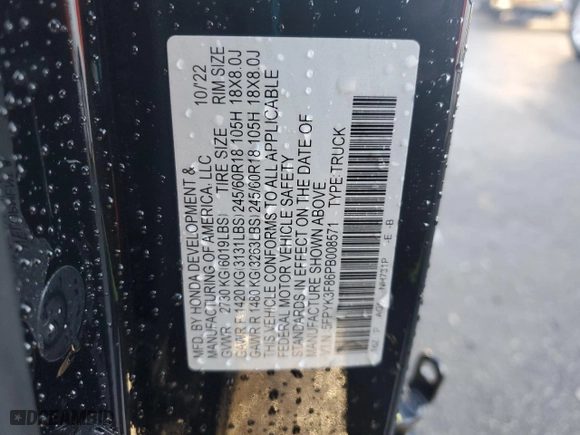 MFD. BY HONDA DEVELOPMENT &
MANUFACTURING OF AMERICA, LLC 10/22
GVWR 2730 KG(6019LBS) TIRE SIZE RIM SIZE
GAWR F 1420 KG(3131LBS)245/60R18 105H 18X8.0J
GAWR R 1480 KG(3263LBS)245/60R18 105H 18X8.0J
THIS VEHICLE CONFORMS TO ALL APPLICABLE
FEDERAL MOTOR VEHICLE SAFETY
STANDARDS IN EFFECT ON THE DATE OF
MANUFACTURE SHOWN ABOVE
V.I.N. 5FPYK3F86PB008571 TYPE:TRUCK
NH731P -E -B